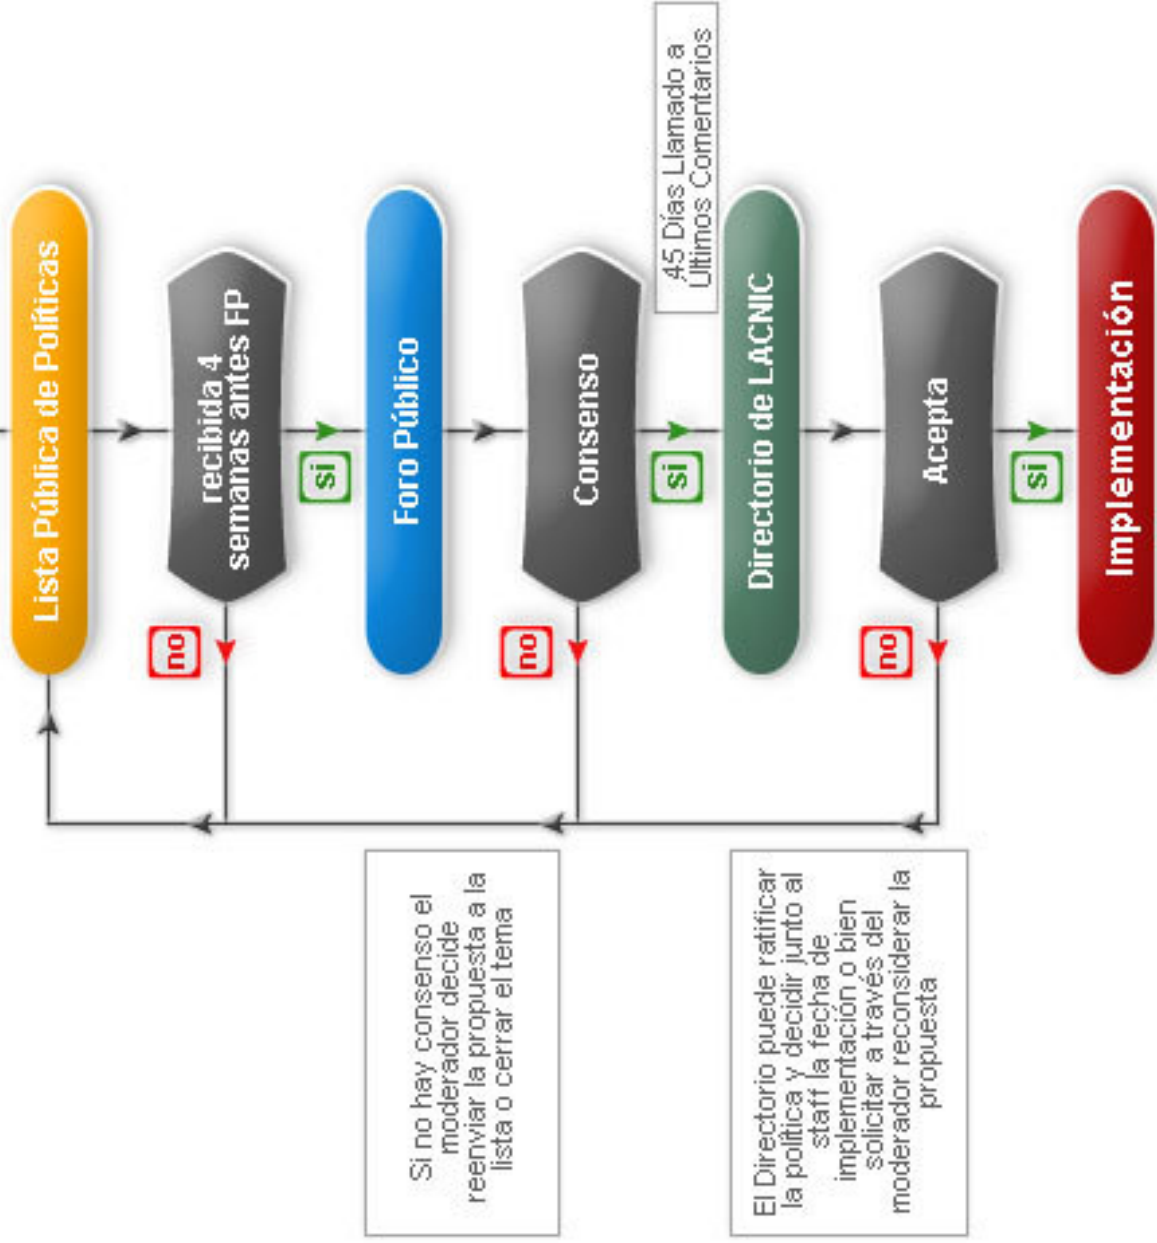 Lista Pública de Políticas
recibida 4
semanas antes FP
no
si
Foro Público
Consenso
no
si
45 Días Llamado a
Últimos Comentarios
Si no hay consenso el
moderador decide
reenviar la propuesta a la
lista o cerrar el tema
Directorio de LACNIC
Acepta
no
si
El Directorio puede ratificar
la política y decidir junto al
staff la fecha de
implementación o bien
solicitar a través del
moderador reconsiderar la
propuesta
Implementación